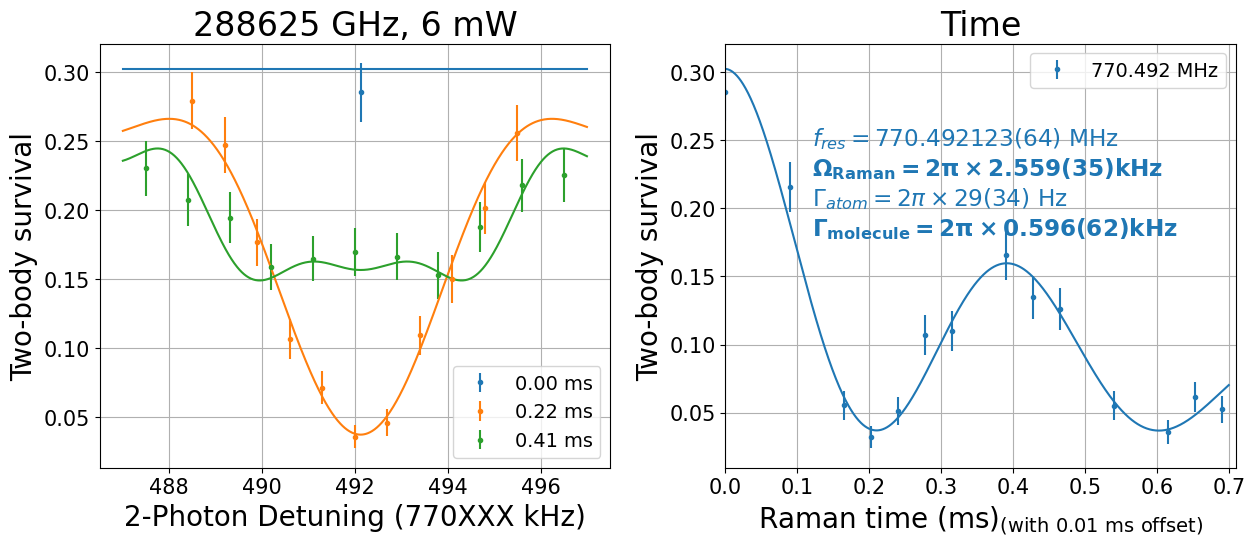 288625 GHz, 6 mW
Two-body survival
0.30
0.25
0.20
0.15
0.10
0.05
0.00 ms
0.22 ms
0.41 ms
488 490 492 494 496
2-Photon Detuning (770XXX kHz)
Time
Two-body survival
0.30
0.25
0.20
0.15
0.10
0.05
770.492 MHz
f_res = 770.492123(64) MHz
Ω_Raman = 2π × 2.559(35)kHz
Γ_atom = 2π × 29(34) Hz
Γ_molecule = 2π × 0.596(62)kHz
0.0 0.1 0.2 0.3 0.4 0.5 0.6 0.7
Raman time (ms)(with 0.01 ms offset)